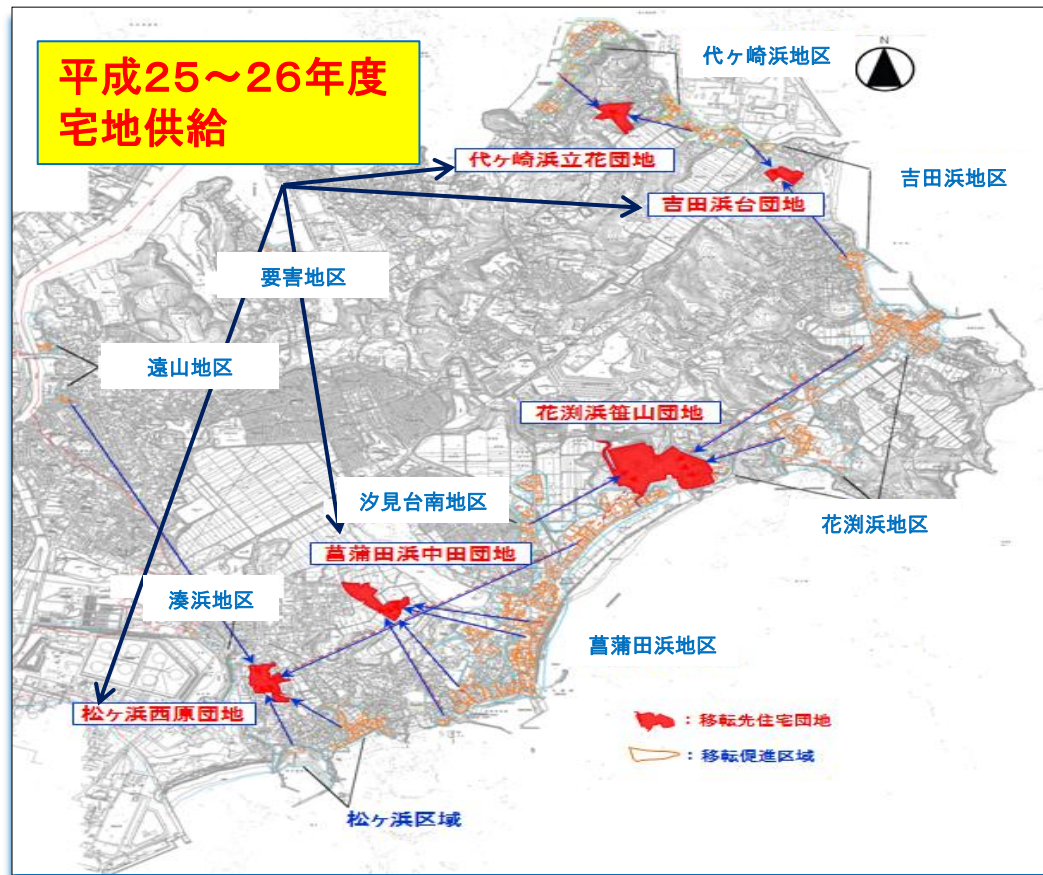 平成25～26年度
宅地供給
代ヶ崎浜地区
N
代ヶ崎浜立花団地
吉田浜地区
吉田浜台団地
要害地区
遠山地区
花渕浜笹山団地
汐見台南地区
花渕浜地区
菖蒲田浜中田団地
湊浜地区
菖蒲田浜地区
松ヶ浜西原団地
：移転先住宅団地
：移転促進区域
松ヶ浜区域